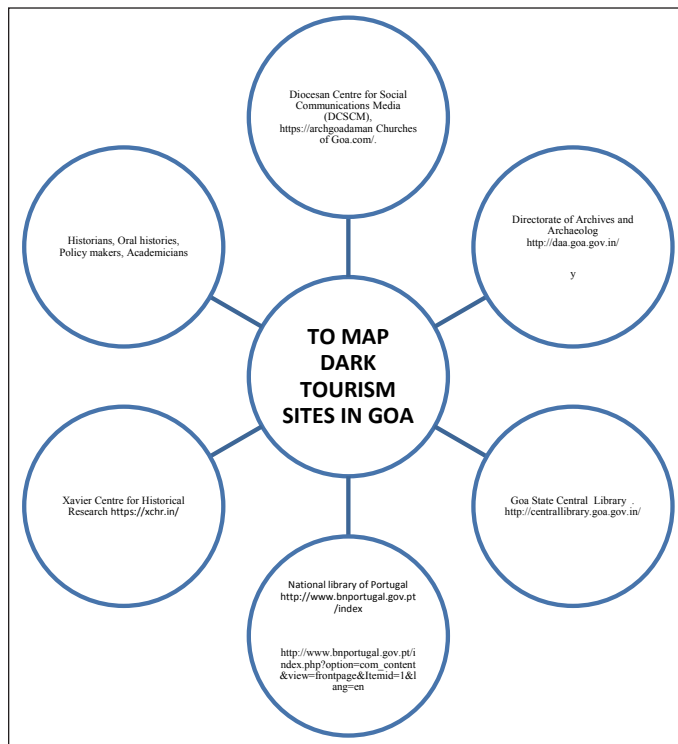 Diocesan Centre for Social
Communications Media
(DCSCM),
https://archgoadaman Churches
of Goa.com/.
Directorate of Archives and
Archaeolog
http://daa.goa.gov.in/
y
Historians, Oral histories,
Policy makers, Academicians
TO MAP
DARK
TOURISM
SITES IN GOA
Xavier Centre for Historical
Research https://xchr.in/
Goa State Central Library .
http://centrallibrary.goa.gov.in/
National library of Portugal
http://www.bnportugal.gov.pt
/index
http://www.bnportugal.gov.pt/i
ndex.php?option=com_content
&view=frontpage&Itemid=1&l
ang=en